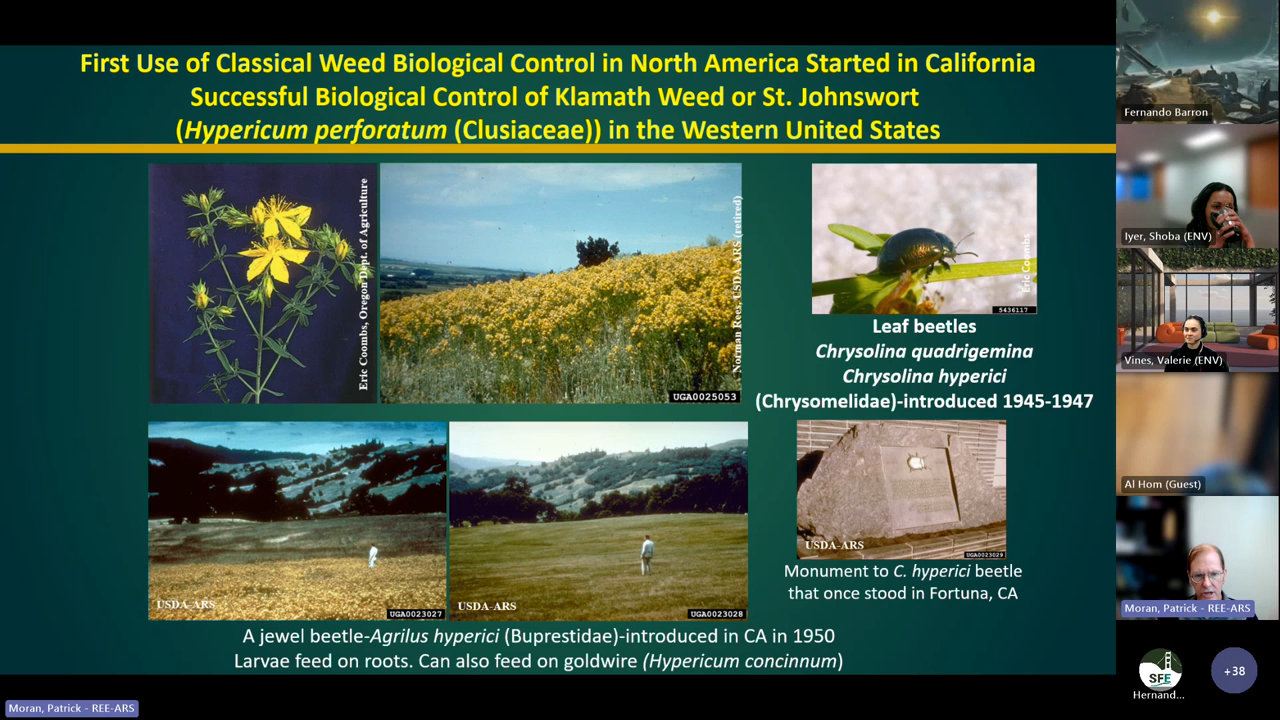 First Use of Classical Weed Biological Control in North America Started in California
Successful Biological Control of Klamath Weed or St. Johnswort
(Hypericum perforatum (Clusiaceae)) in the Western United States
Eric Coombs, Oregon Dept. of Agriculture
Norman Rees, USDA ARS (retired)
UGA0025053
Eric Coombs
5436117
Leaf beetles
Chrysolina quadrigemina
Chrysolina hyperici
(Chrysomelidae)-introduced 1945-1947
USDA-ARS
UGA0023027
USDA-ARS
UGA0023028
USDA-ARS
UGA0023029
Monument to C. hyperici beetle
that once stood in Fortuna, CA
A jewel beetle-Agrilus hyperici (Buprestidae)-introduced in CA in 1950
Larvae feed on roots. Can also feed on goldwire (Hypericum concinnum)
Moran, Patrick - REE-ARS
Fernando Barron
Iyer, Shoba (ENV)
Vines, Valerie (ENV)
Al Hom (Guest)
Moran, Patrick - REE-ARS
SFE
Hernand...
+38